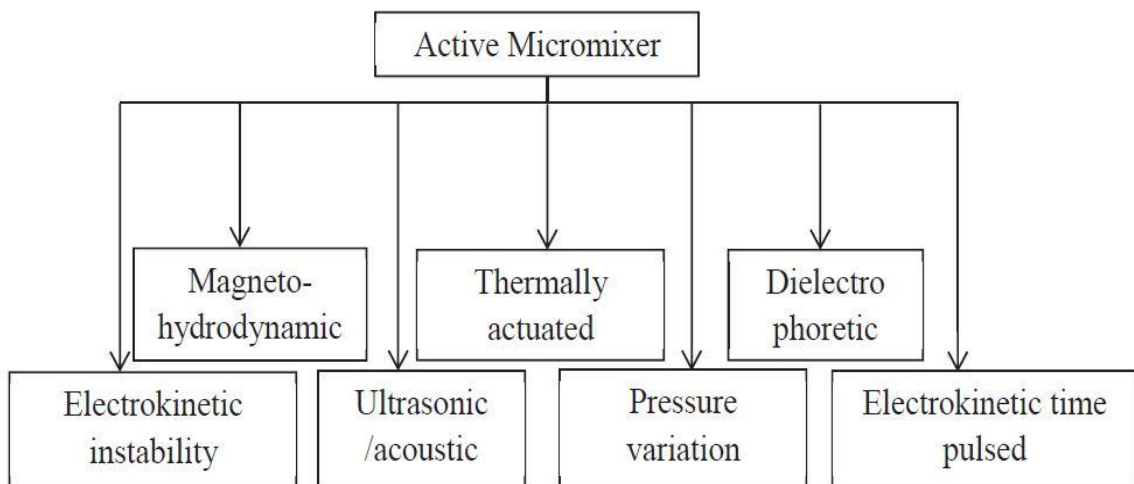 Active Micromixer
Magneto-
hydrodynamic
Thermally
actuated
Dielectro
phoretic
Electrokinetic
instability
Ultrasonic
/acoustic
Pressure
variation
Electrokinetic time
pulsed